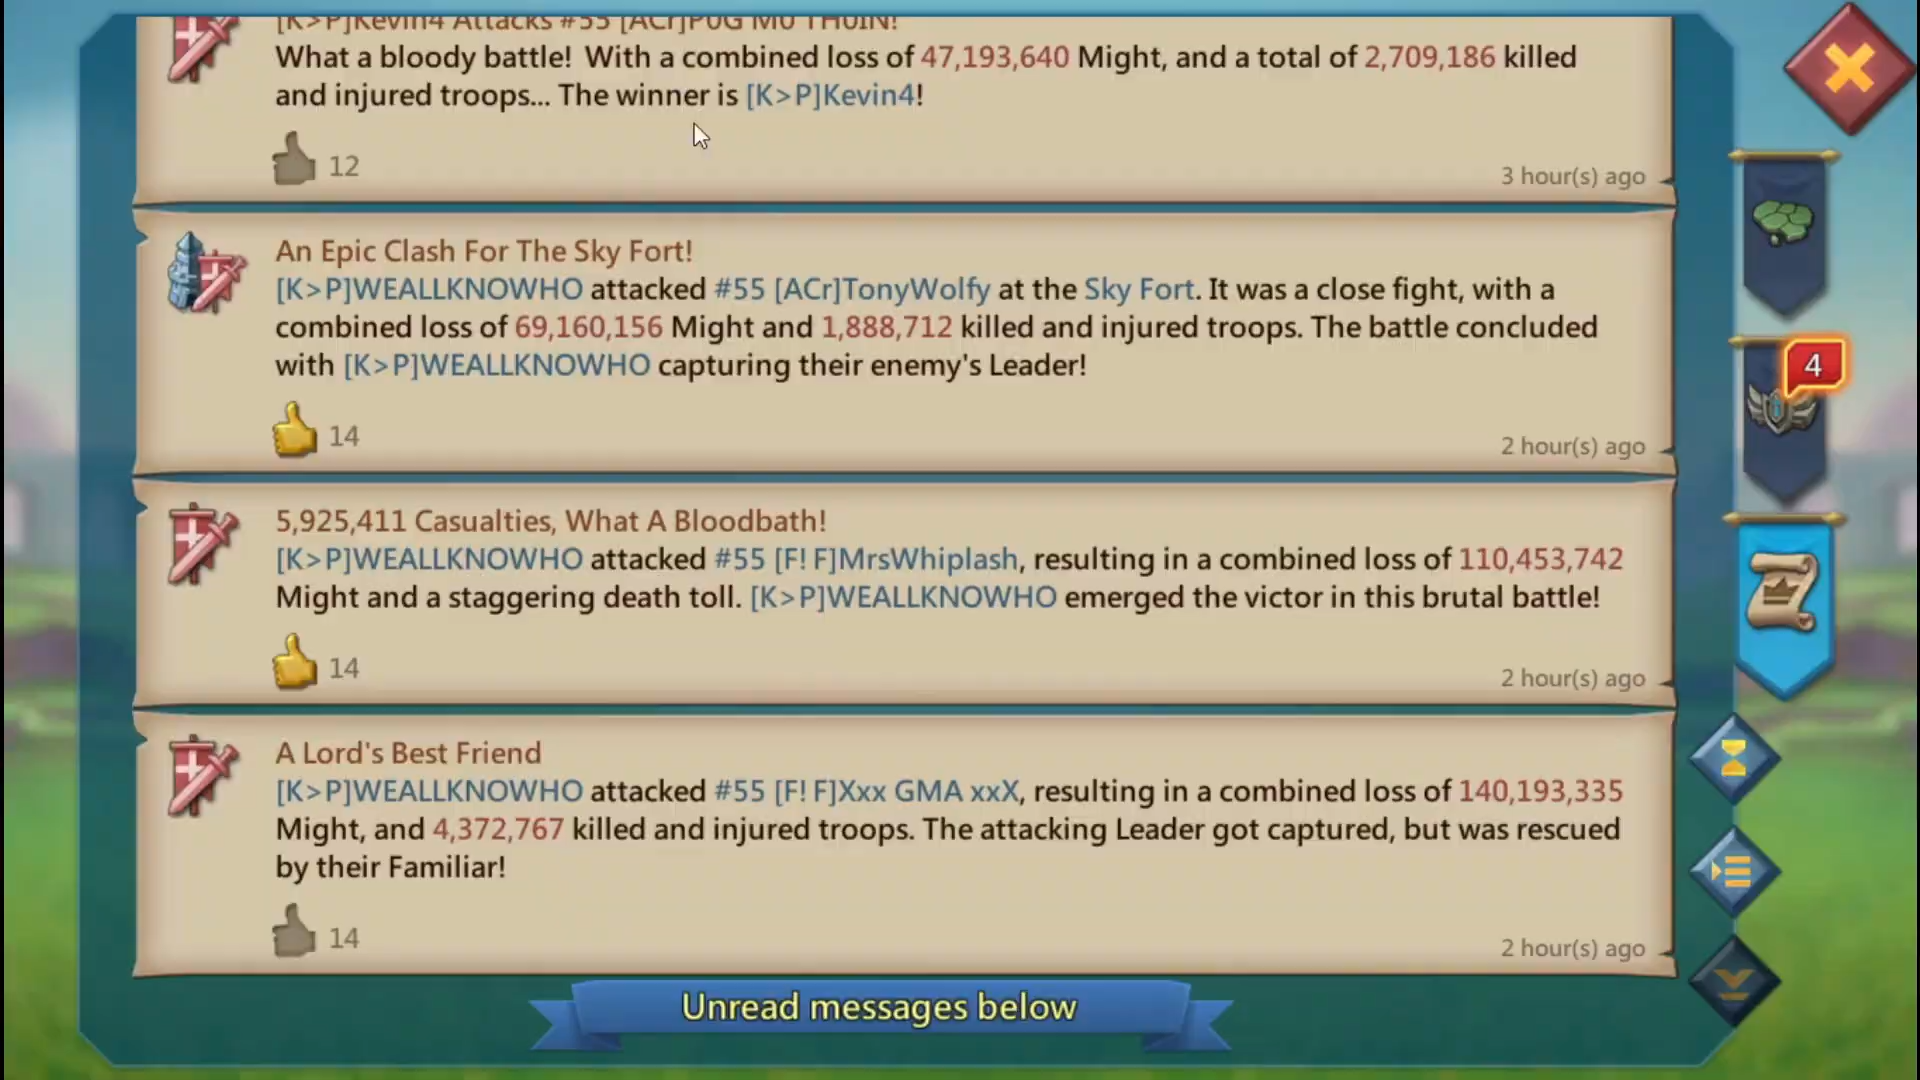 [K>P]Kevin4 Attacks #55 [ACr]P0G M0 TH0IN!
What a bloody battle! With a combined loss of 47,193,640 Might, and a total of 2,709,186 killed
and injured troops... The winner is [K>P]Kevin4!
12
3 hour(s) ago
An Epic Clash For The Sky Fort!
[K>P]WEALLKNOWHO attacked #55 [ACr]TonyWolfy at the Sky Fort. It was a close fight, with a
combined loss of 69,160,156 Might and 1,888,712 killed and injured troops. The battle concluded
with [K>P]WEALLKNOWHO capturing their enemy's Leader!
4
14
2 hour(s) ago
5,925,411 Casualties, What A Bloodbath!
[K>P]WEALLKNOWHO attacked #55 [F! F]MrsWhiplash, resulting in a combined loss of 110,453,742
Might and a staggering death toll. [K>P]WEALLKNOWHO emerged the victor in this brutal battle!
14
2 hour(s) ago
A Lord's Best Friend
[K>P]WEALLKNOWHO attacked #55 [F! F]Xxx GMA xxX, resulting in a combined loss of 140,193,335
Might, and 4,372,767 killed and injured troops. The attacking Leader got captured, but was rescued
by their Familiar!
14
2 hour(s) ago
Unread messages below